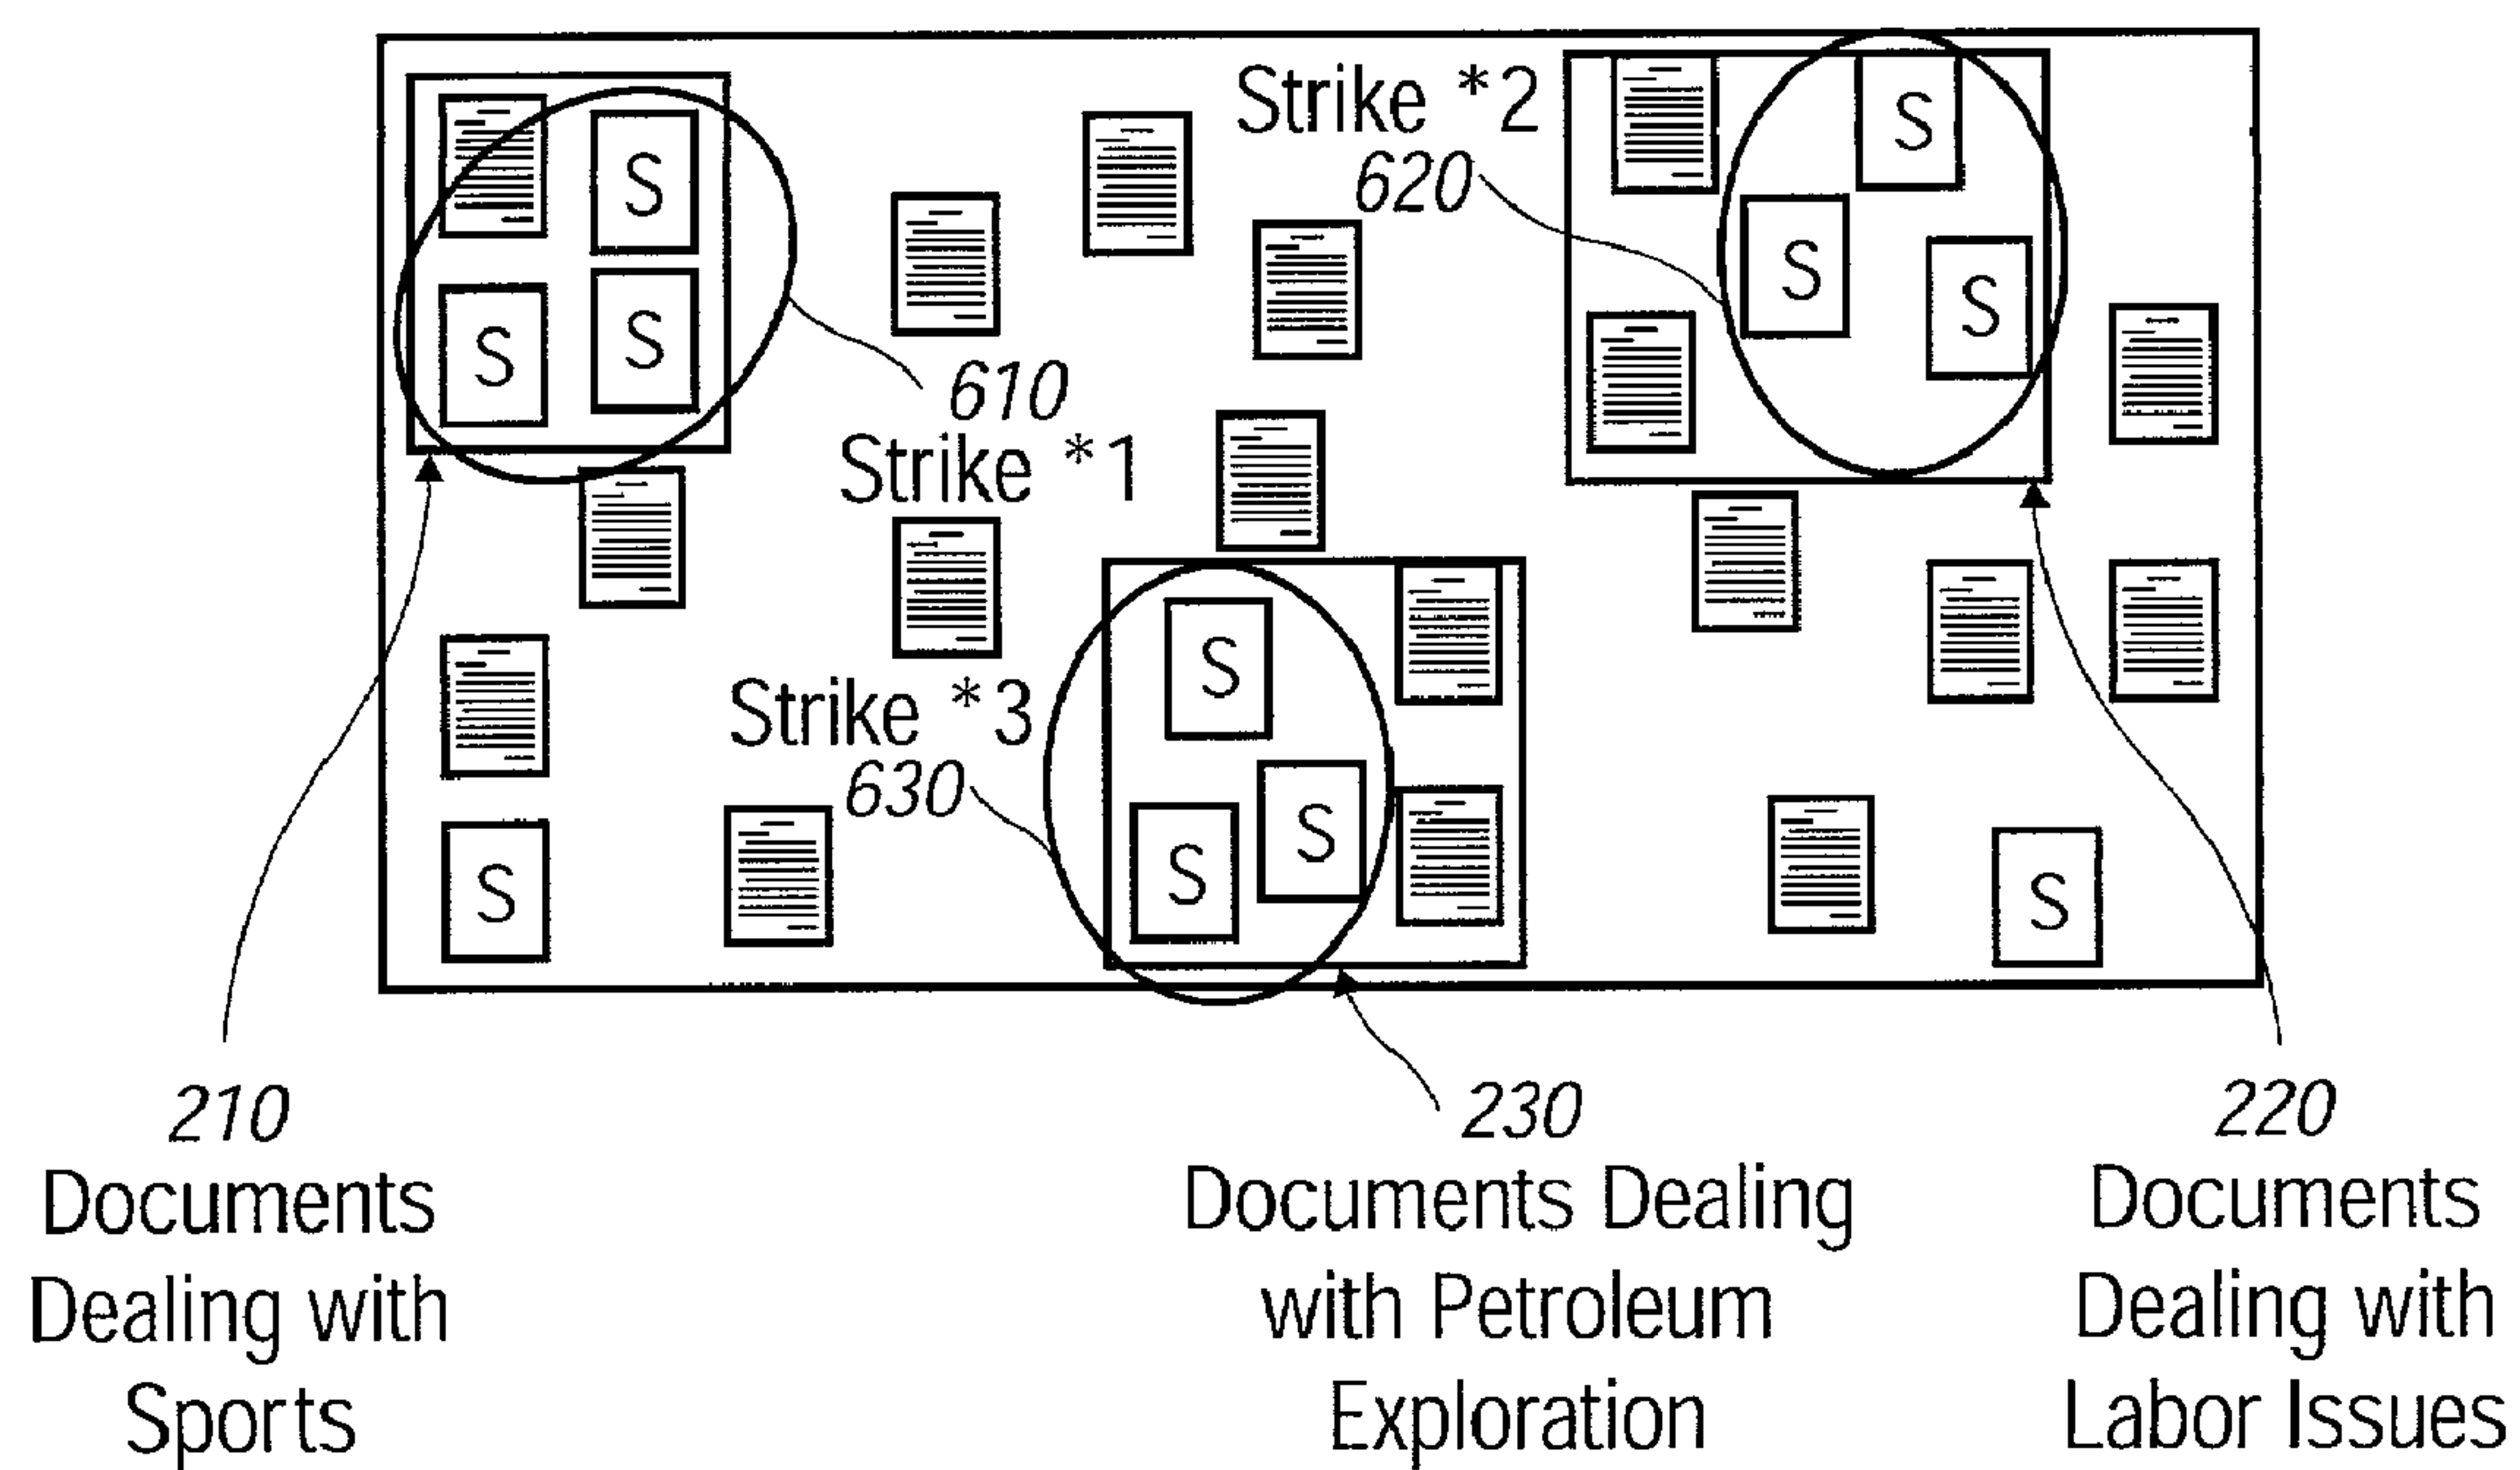 Strike *2
620
S
S
S
S
S
S
610
Strike *1
S
Strike *3
630
S
S
S
S
210
Documents
Dealing with
Sports
230
Documents Dealing
with Petroleum
Exploration
220
Documents
Dealing with
Labor Issues